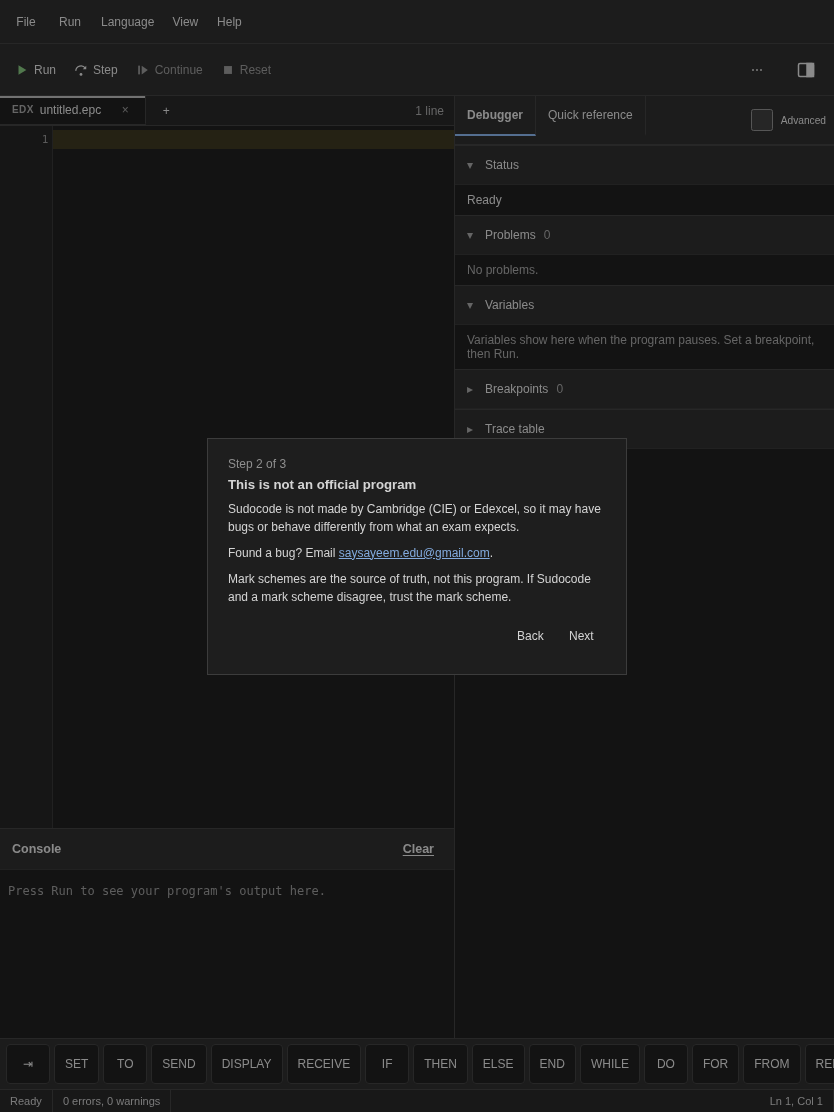 File Run Language View Help
Run Step Continue Reset ...
EDX untitled.epc × + 1 line
Debugger Quick reference Advanced
1
▾ Status
Ready
▾ Problems 0
No problems.
▾ Variables
Variables show here when the program pauses. Set a breakpoint,
then Run.
▸ Breakpoints 0
▸ Trace table
Step 2 of 3
This is not an official program
Sudocode is not made by Cambridge (CIE) or Edexcel, so it may have
bugs or behave differently from what an exam expects.
Found a bug? Email saysayeem.edu@gmail.com.
Mark schemes are the source of truth, not this program. If Sudocode
and a mark scheme disagree, trust the mark scheme.
Back Next
Console Clear
Press Run to see your program's output here.
⇥ SET TO SEND DISPLAY RECEIVE IF THEN ELSE END WHILE DO FOR FROM
Ready 0 errors, 0 warnings Ln 1, Col 1